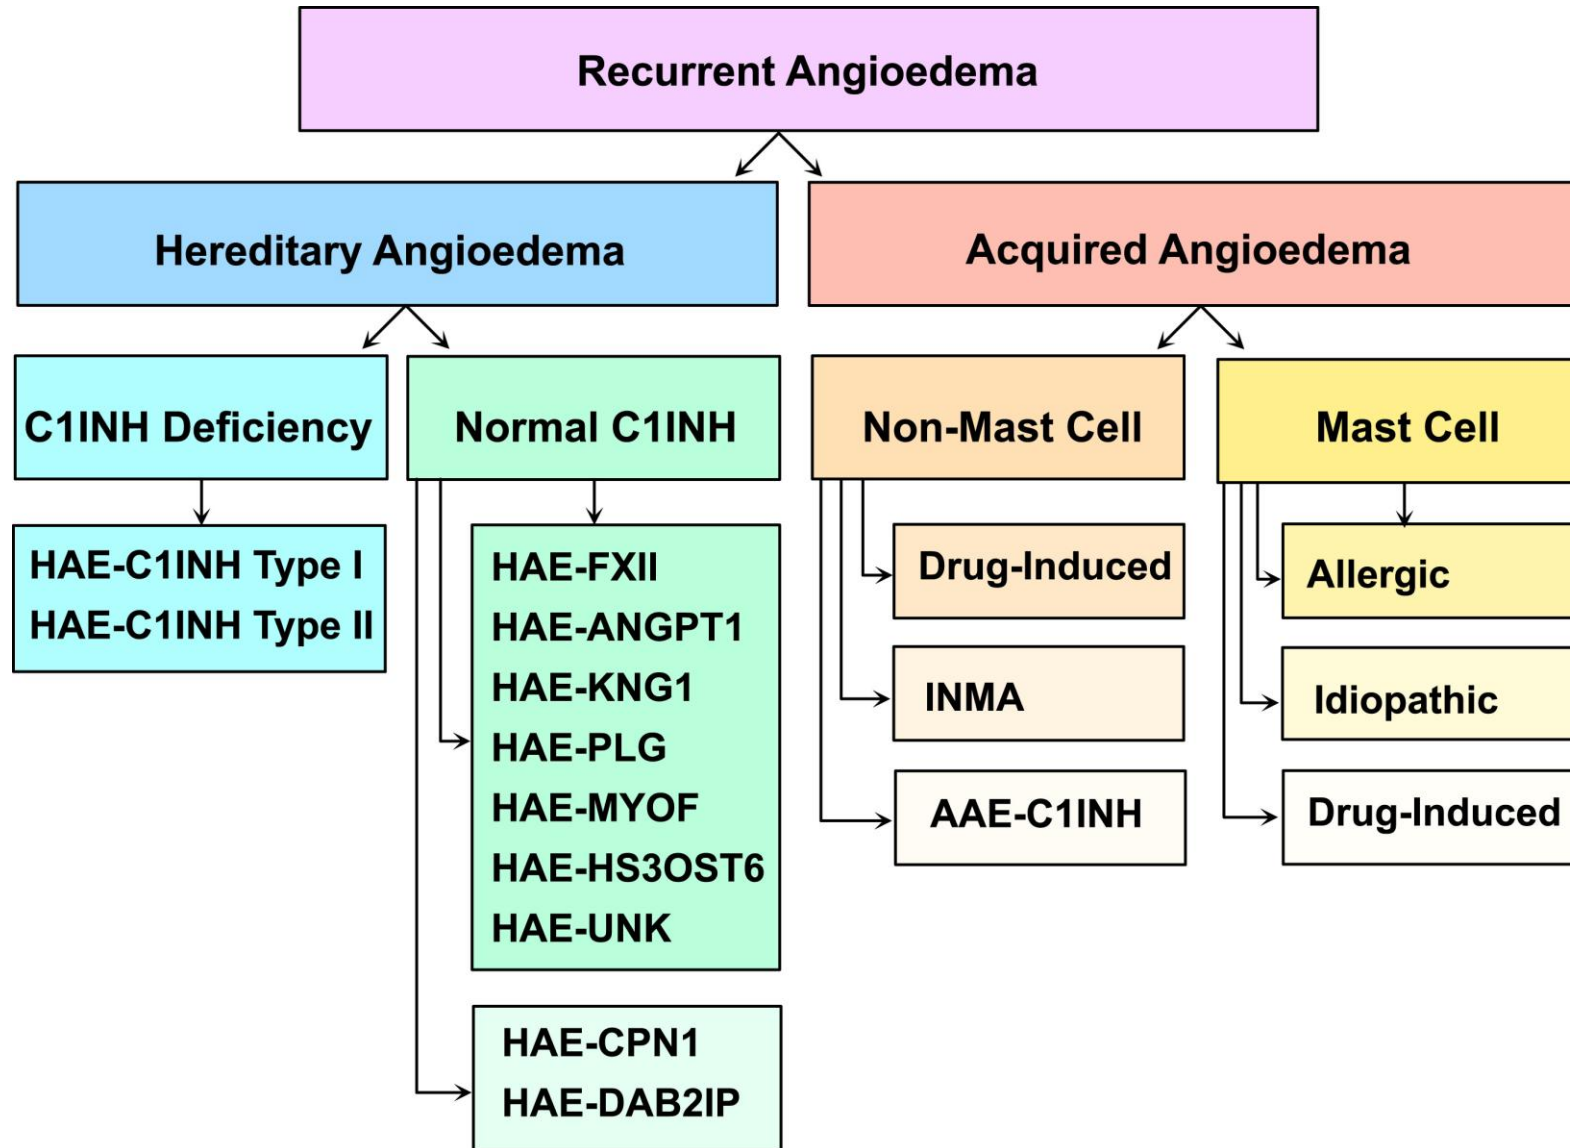 Recurrent Angioedema
Hereditary Angioedema
Acquired Angioedema
C1INH Deficiency
Normal C1INH
Non-Mast Cell
Mast Cell
HAE-C1INH Type I
HAE-C1INH Type II
HAE-FXII
HAE-ANGPT1
HAE-KNG1
HAE-PLG
HAE-MYOF
HAE-HS3OST6
HAE-UNK
HAE-CPN1
HAE-DAB2IP
Drug-Induced
INMA
AAE-C1INH
Allergic
Idiopathic
Drug-Induced